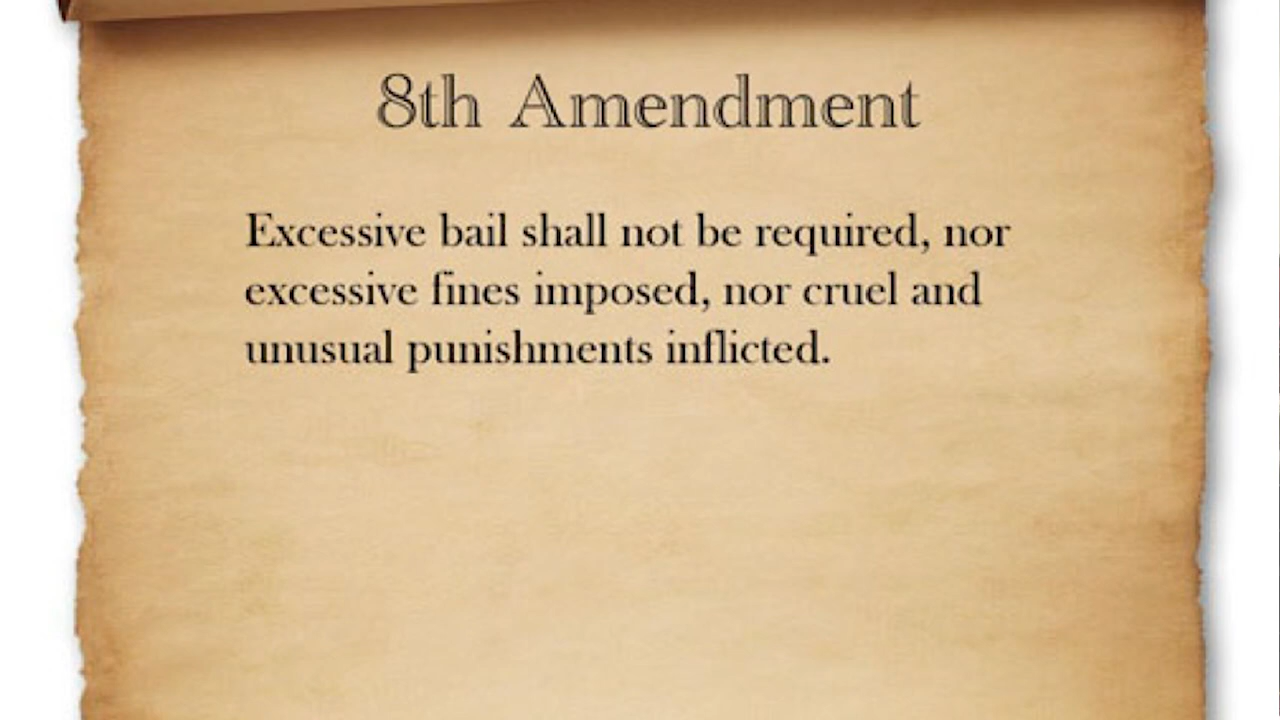 8th Amendment
Excessive bail shall not be required, nor
excessive fines imposed, nor cruel and
unusual punishments inflicted.